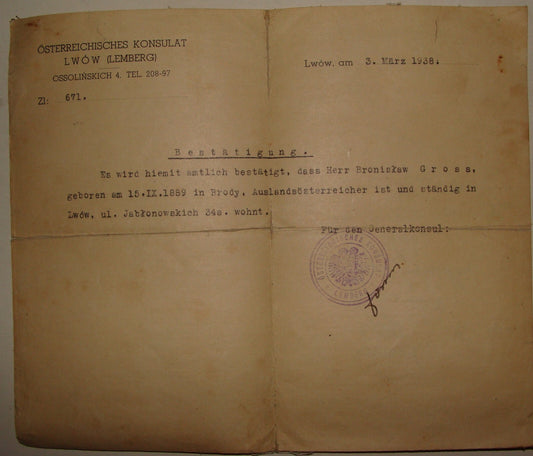 ÖSTERREICHISCHES KONSULAT
LWÓW (LEMBERG)
OSSOLIŃSKICH 4. TEL. 208-97
Zl: 671.
Lwów, am 3. März 1938.
Bestätigung.
Es wird hiemit amtlich bestätigt, dass Herr Bronisław Gross,
geboren am 15.IX.1889 in Brody, Auslandsösterreicher ist und ständig in
Lwów, ul. Jabłonowskich 34a. wohnt.
Für den Generalkonsul:
LEMBERG